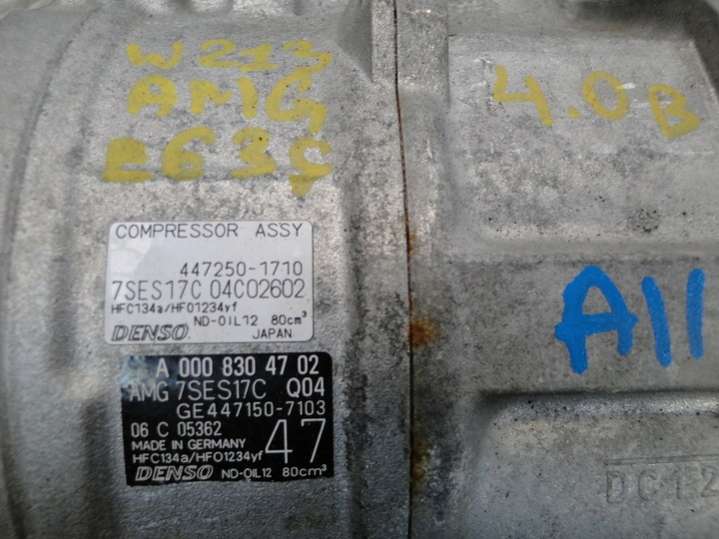 W213
AMG
E63S
4.0B
A11
COMPRESSOR ASSY
447250-1710
7SES17C 04C02602
HFC134a/HFO1234yf
DENSO ND-OIL12 80cm³
JAPAN
A 000 830 47 02
AMG 7SES17C Q04
GE447150-7103
06 C 05362
MADE IN GERMANY
47
HFC134a/HFO1234yf
DENSO ND-OIL12 80cm³
DC12